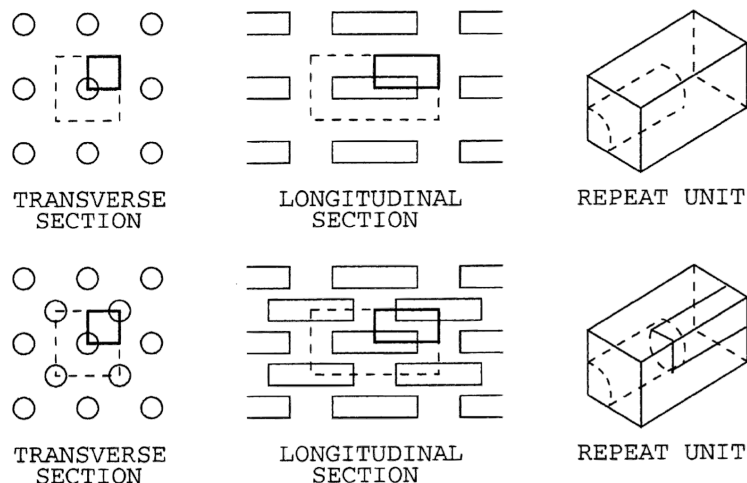 TRANSVERSE
SECTION
LONGITUDINAL
SECTION
REPEAT UNIT
TRANSVERSE
SECTION
LONGITUDINAL
SECTION
REPEAT UNIT